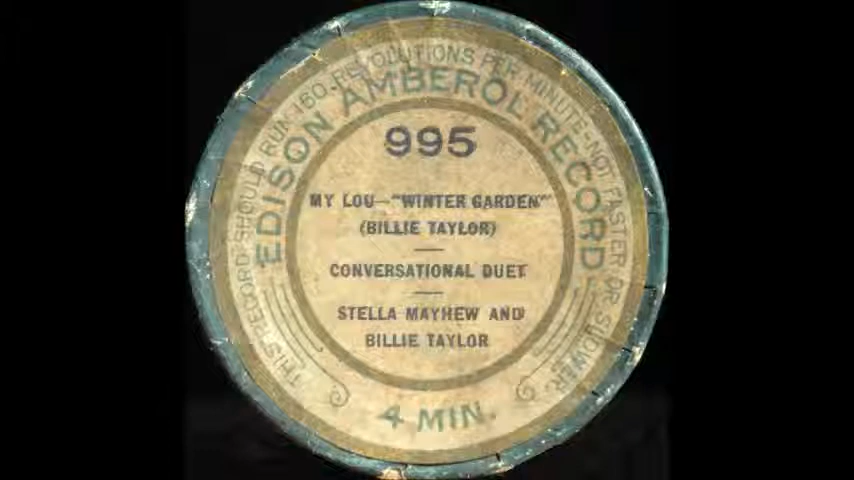 THIS RECORD SHOULD RUN 160 REVOLUTIONS PER MINUTE-NOT FASTER OR SLOWER.
EDISON AMBEROL RECORD
995
MY LOU—"WINTER GARDEN"
(BILLIE TAYLOR)
CONVERSATIONAL DUET
STELLA MAYHEW AND
BILLIE TAYLOR
4 MIN.